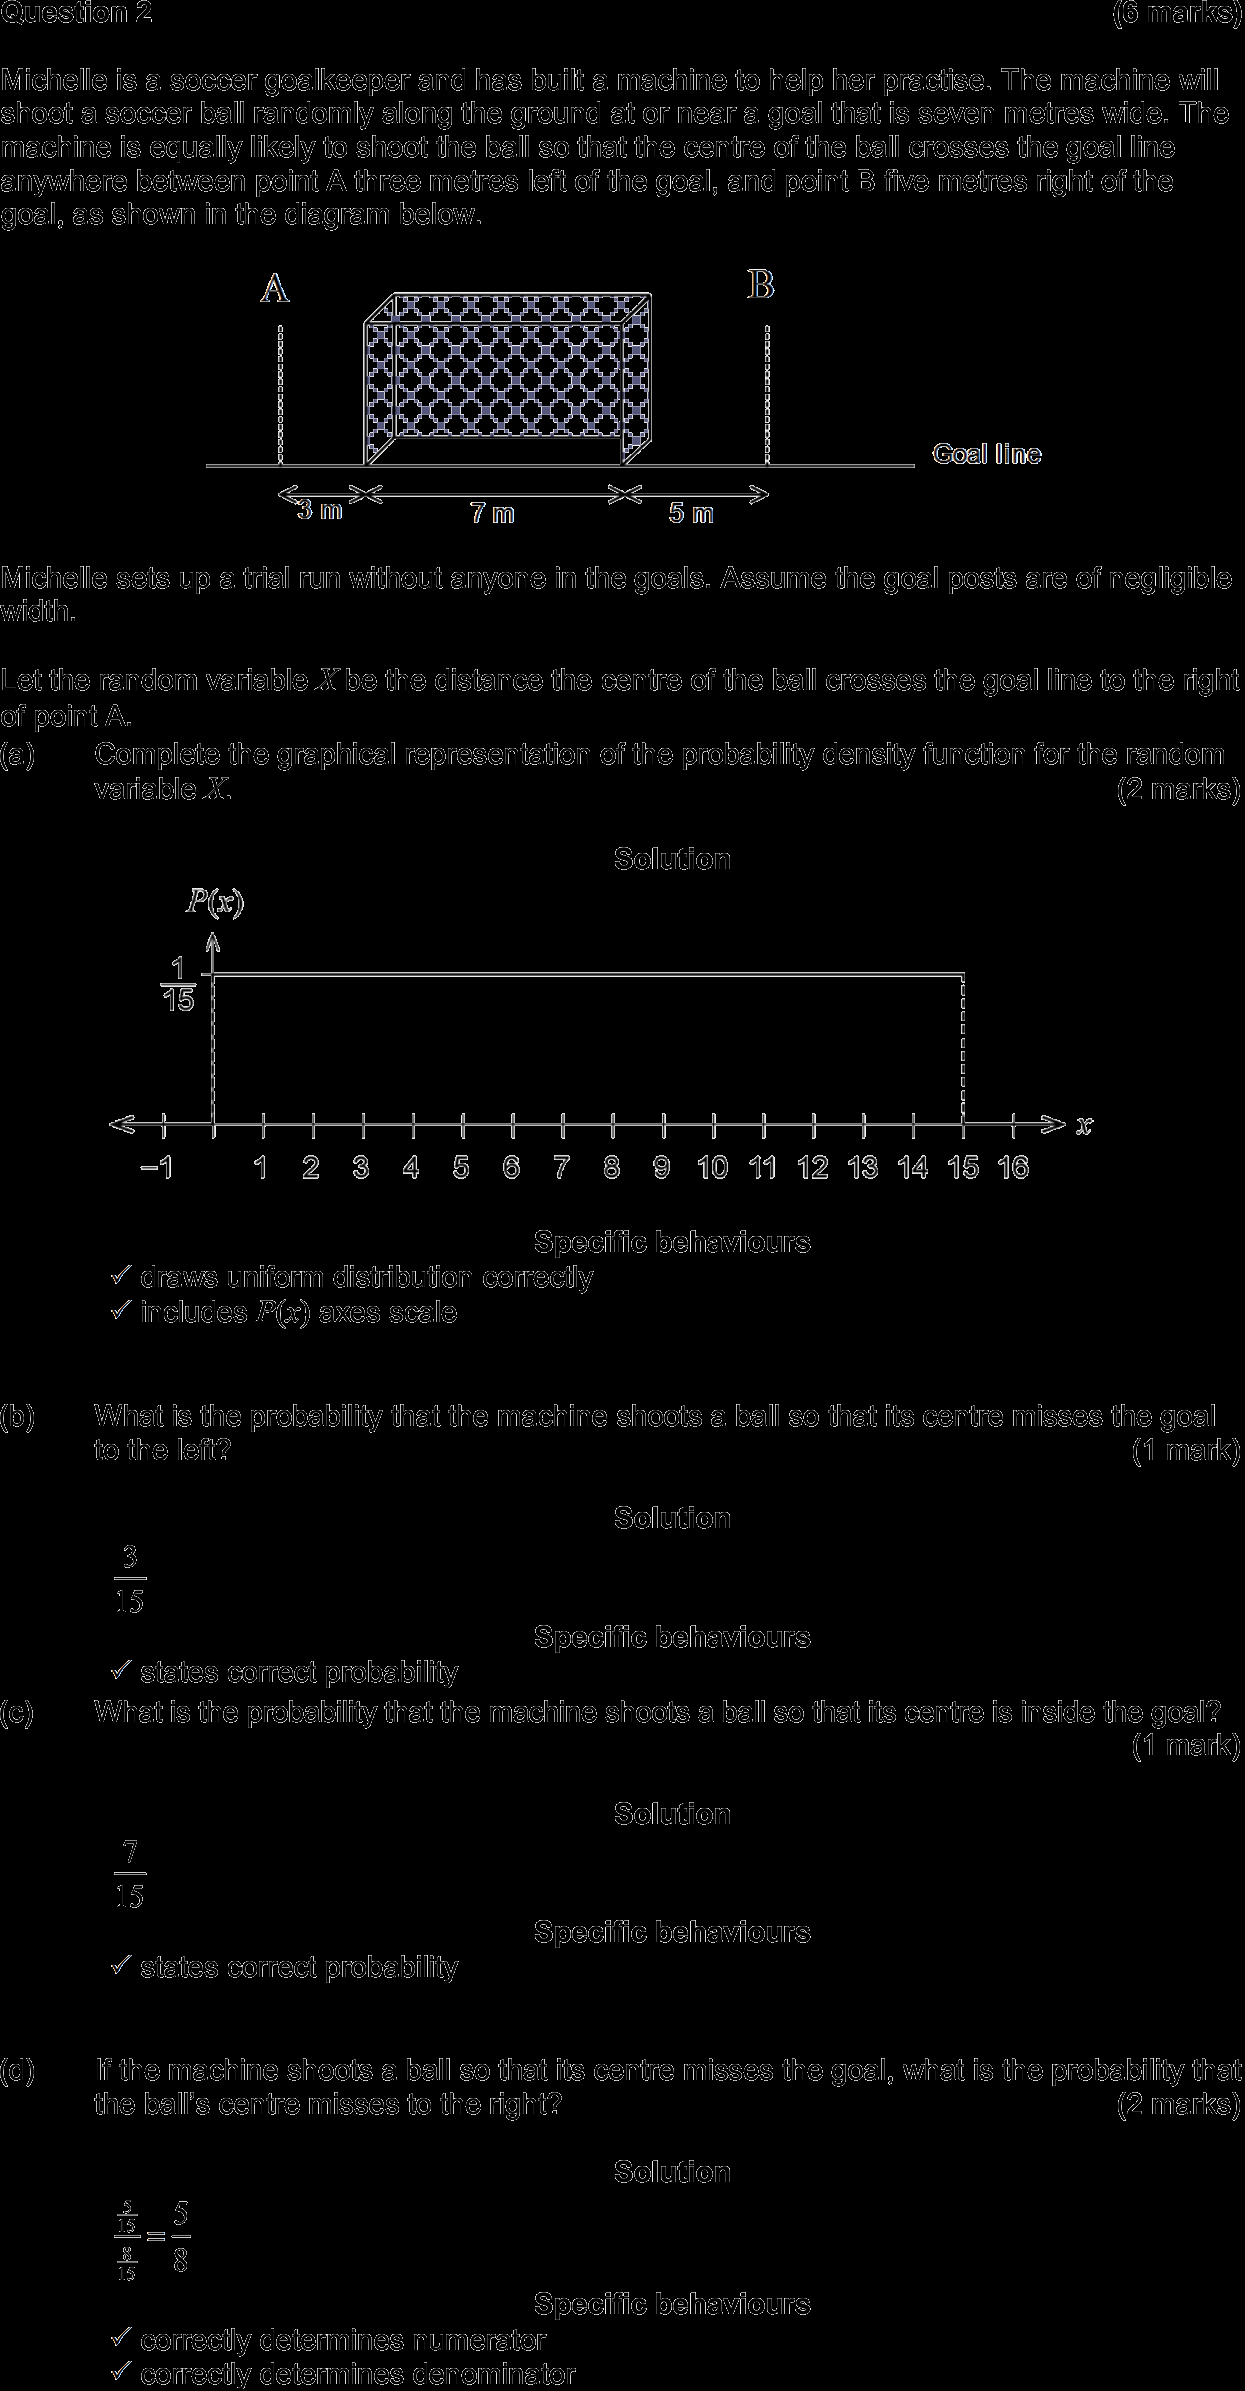 Question 2 (6 marks)
Michelle is a soccer goalkeeper and has built a machine to help her practise. The machine will
shoot a soccer ball randomly along the ground at or near a goal that is seven metres wide. The
machine is equally likely to shoot the ball so that the centre of the ball crosses the goal line
anywhere between point A three metres left of the goal, and point B five metres right of the
goal, as shown in the diagram below.
A B
Goal line
3 m 7 m 5 m
Michelle sets up a trial run without anyone in the goals. Assume the goal posts are of negligible
width.
Let the random variable X be the distance the centre of the ball crosses the goal line to the right
of point A.
(a) Complete the graphical representation of the probability density function for the random
variable X. (2 marks)
Solution
P(x)
1
15
x
–1 1 2 3 4 5 6 7 8 9 10 11 12 13 14 15 16
Specific behaviours
✓ draws uniform distribution correctly
✓ includes P(x) axes scale
(b) What is the probability that the machine shoots a ball so that its centre misses the goal
to the left? (1 mark)
Solution
3
15
Specific behaviours
✓ states correct probability
(c) What is the probability that the machine shoots a ball so that its centre is inside the goal?
(1 mark)
Solution
7
15
Specific behaviours
✓ states correct probability
(d) If the machine shoots a ball so that its centre misses the goal, what is the probability that
the ball's centre misses to the right? (2 marks)
Solution
5/15 / 8/15 = 5/8
Specific behaviours
✓ correctly determines numerator
✓ correctly determines denominator